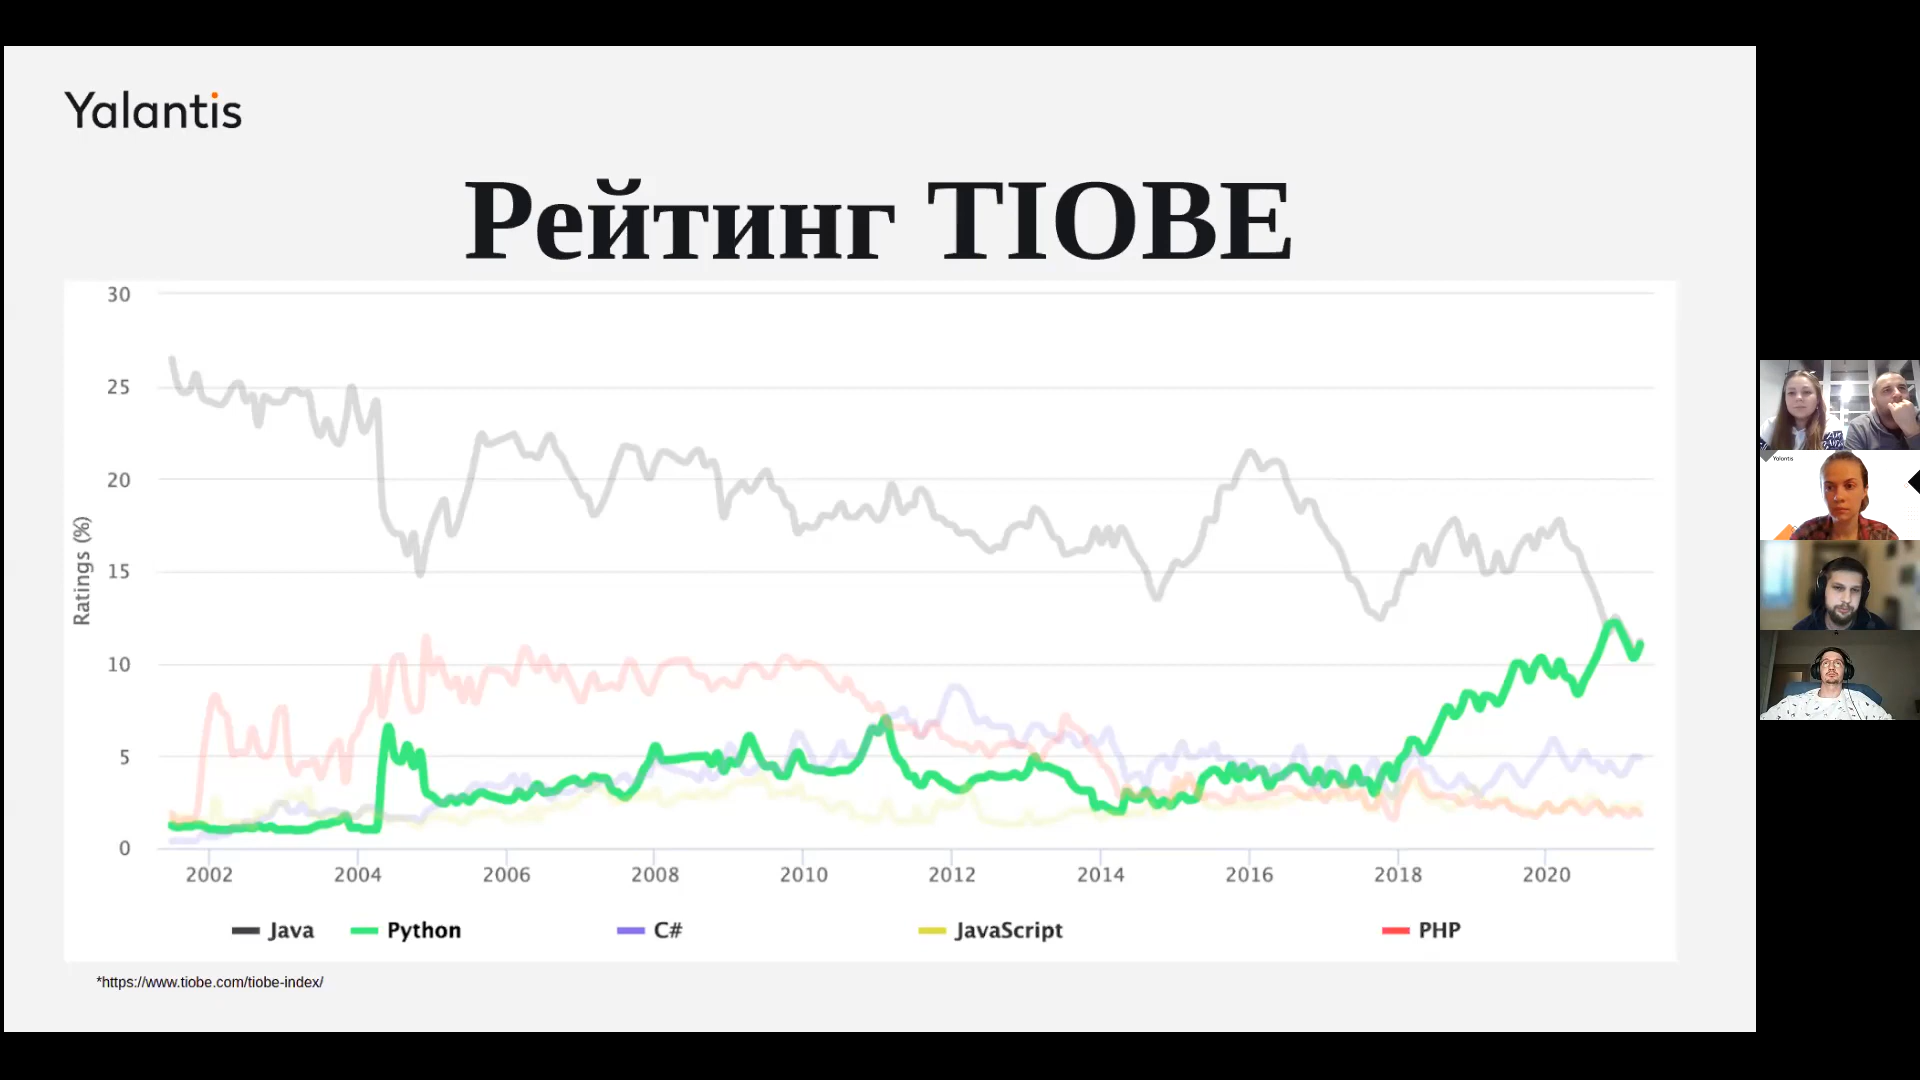 Yalantis
Рейтинг TIOBE
30
25
20
15
10
5
0
Ratings (%)
2002 2004 2006 2008 2010 2012 2014 2016 2018 2020
Java Python C# JavaScript PHP
*https://www.tiobe.com/tiobe-index/
Yalantis